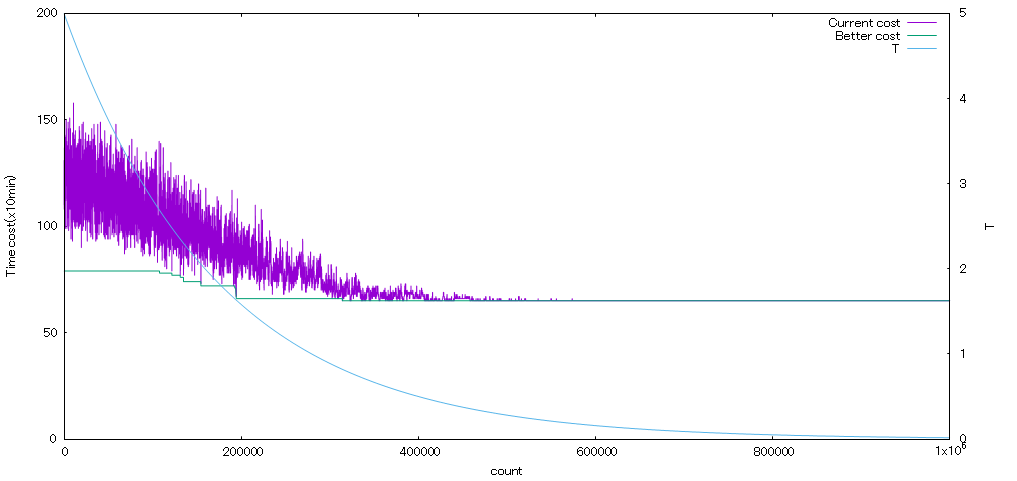 200
150
100
50
0
Time cost(x10min)
0
200000
400000
600000
800000
1x10^6
count
5
4
3
2
1
0
T
Current cost
Better cost
T